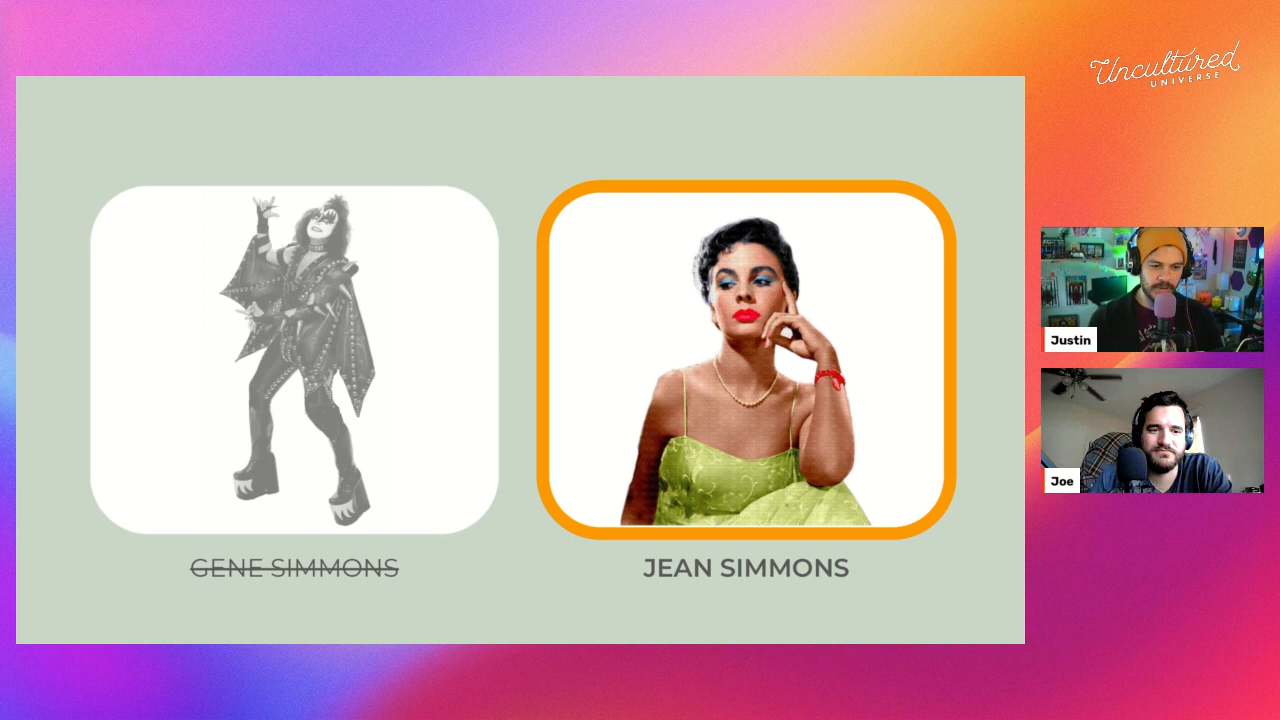 Uncultured
UNIVERSE
GENE SIMMONS
JEAN SIMMONS
Justin
Joe